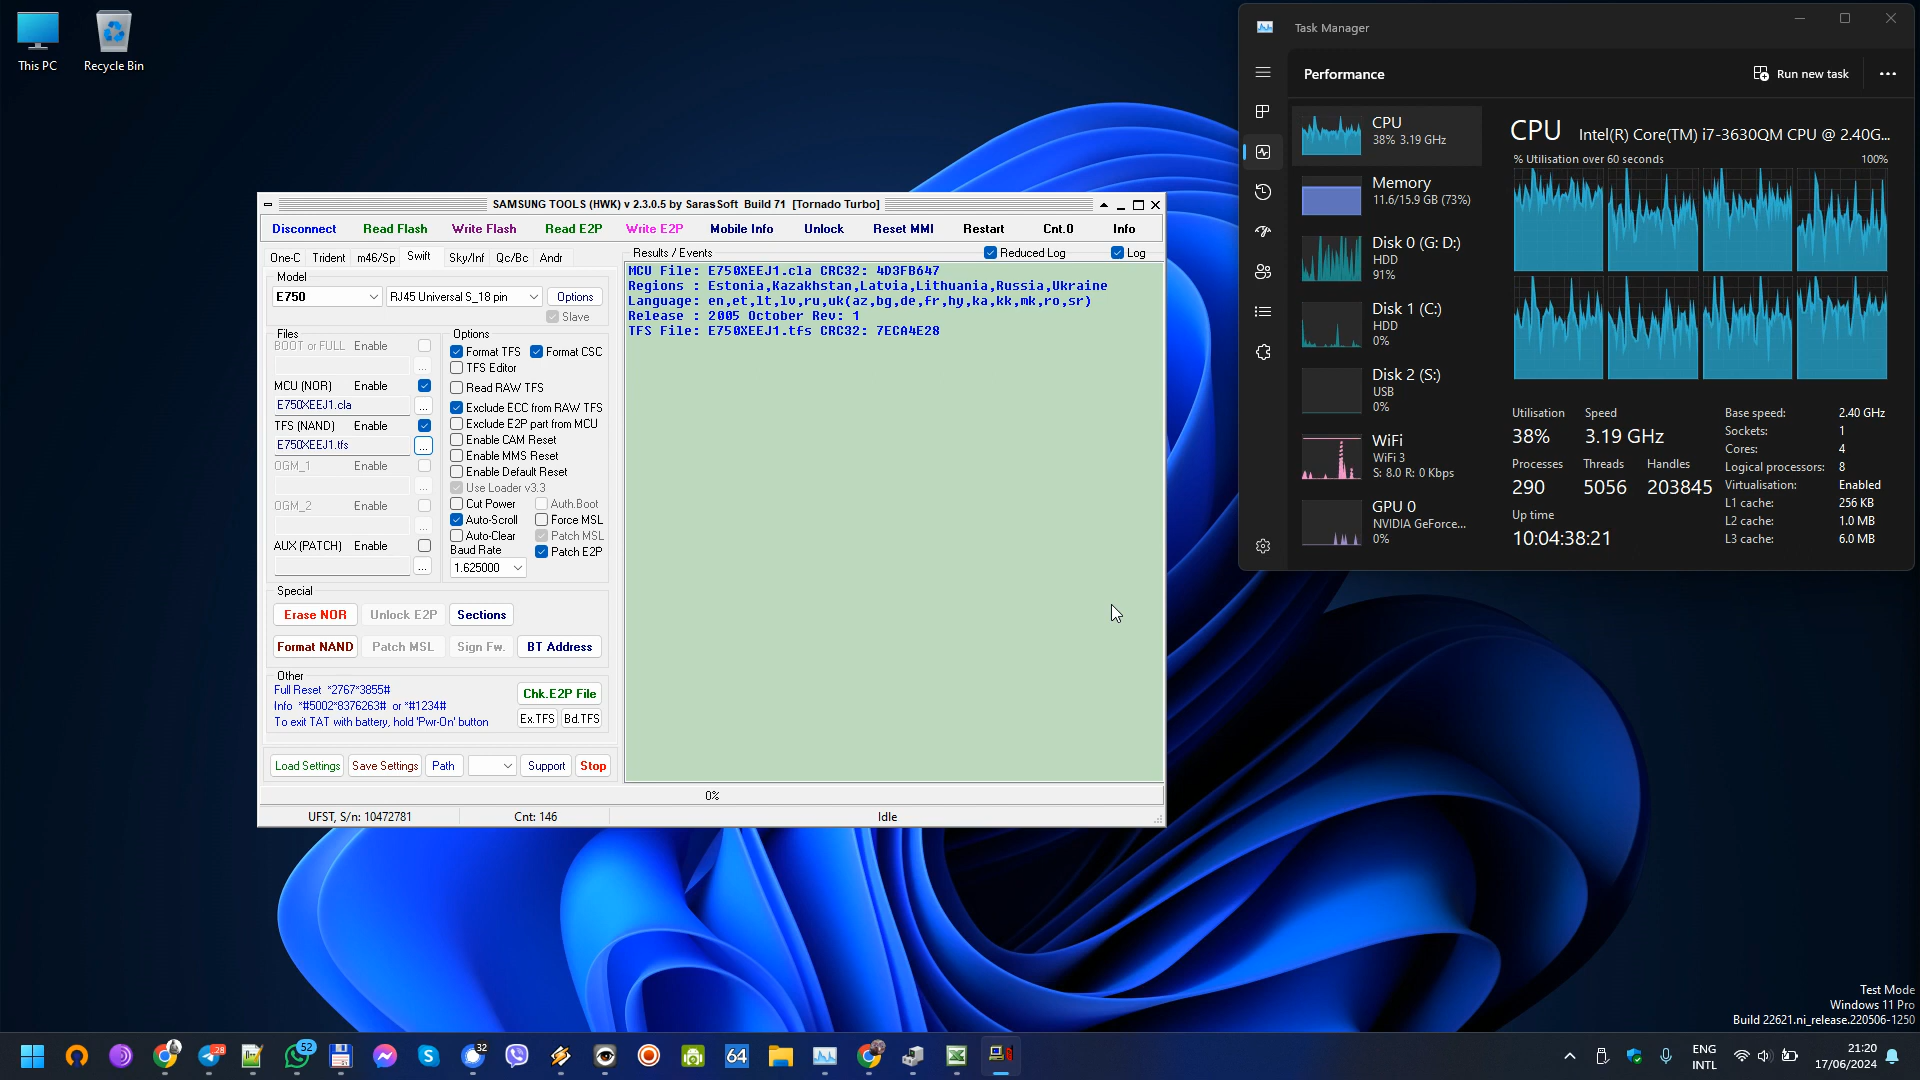 This PC
Recycle Bin
SAMSUNG TOOLS (HWK) v 2.3.0.5 by SarasSoft Build 71 [Tornado Turbo]
Disconnect Read Flash Write Flash Read E2P Write E2P Mobile Info Unlock Reset MMI Restart Cnt.0 Info
One-C Trident m46/Sp Swift Sky/Inf Qc/Bc Andr
Model
E750 RJ45 Universal S_18 pin Options
Slave
Files
BOOT or FULL Enable
...
MCU (NOR) Enable
E750XEEJ1.cla ...
TFS (NAND) Enable
E750XEEJ1.tfs ...
OGM_1 Enable
...
OGM_2 Enable
...
AUX (PATCH) Enable
...
Options
Format TFS Format CSC
TFS Editor
Read RAW TFS
Exclude ECC from RAW TFS
Exclude E2P part from MCU
Enable CAM Reset
Enable MMS Reset
Enable Default Reset
Use Loader v3.3
Cut Power Auth.Boot
Auto-Scroll Force MSL
Auto-Clear Patch MSL
Baud Rate Patch E2P
1.625000
Special
Erase NOR Unlock E2P Sections
Format NAND Patch MSL Sign Fw. BT Address
Other
Full Reset *2767*3855#
Info *#5002*8376263# or *#1234#
To exit TAT with battery, hold 'Pwr-On' button
Chk.E2P File
Ex.TFS Bd.TFS
Load Settings Save Settings Path Support Stop
Results / Events Reduced Log Log
MCU File: E750XEEJ1.cla CRC32: 4D3FB647
Regions : Estonia,Kazakhstan,Latvia,Lithuania,Russia,Ukraine
Language: en,et,lt,lv,ru,uk(az,bg,de,fr,hy,ka,kk,mk,ro,sr)
Release : 2005 October Rev: 1
TFS File: E750XEEJ1.tfs CRC32: 7ECA4E28
0%
UFST, S/n: 10472781 Cnt: 146 Idle
Task Manager
Performance Run new task
CPU
38% 3.19 GHz
Memory
11.6/15.9 GB (73%)
Disk 0 (G: D:)
HDD
91%
Disk 1 (C:)
HDD
0%
Disk 2 (S:)
USB
0%
WiFi
WiFi 3
S: 8.0 R: 0 Kbps
GPU 0
NVIDIA GeForce...
0%
CPU Intel(R) Core(TM) i7-3630QM CPU @ 2.40G...
% Utilisation over 60 seconds 100%
Utilisation Speed
38% 3.19 GHz
Processes Threads Handles
290 5056 203845
Up time
10:04:38:21
Base speed: 2.40 GHz
Sockets: 1
Cores: 4
Logical processors: 8
Virtualisation: Enabled
L1 cache: 256 KB
L2 cache: 1.0 MB
L3 cache: 6.0 MB
Test Mode
Windows 11 Pro
Build 22621.ni_release.220506-1250
28
52
32
64
ENG
INTL
21:20
17/06/2024